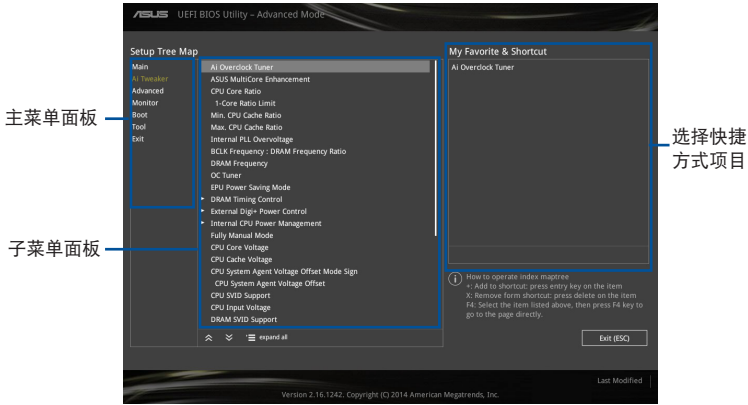 ASUS UEFI BIOS Utility – Advanced Mode
Setup Tree Map
Main
Ai Tweaker
Advanced
Monitor
Boot
Tool
Exit
Ai Overclock Tuner
ASUS MultiCore Enhancement
CPU Core Ratio
1-Core Ratio Limit
Min. CPU Cache Ratio
Max. CPU Cache Ratio
Internal PLL Overvoltage
BCLK Frequency : DRAM Frequency Ratio
DRAM Frequency
OC Tuner
EPU Power Saving Mode
DRAM Timing Control
External Digi+ Power Control
Internal CPU Power Management
Fully Manual Mode
CPU Core Voltage
CPU Cache Voltage
CPU System Agent Voltage Offset Mode Sign
CPU System Agent Voltage Offset
CPU SVID Support
CPU Input Voltage
DRAM SVID Support
expand all
My Favorite & Shortcut
Ai Overclock Tuner
How to operate index maptree
+: Add to shortcut: press entry key on the item
X: Remove form shortcut: press delete on the item
F4: Select the item listed above, then press F4 key to
go to the page directly.
Exit (ESC)
Last Modified
Version 2.16.1242. Copyright (C) 2014 American Megatrends, Inc.
主菜单面板
子菜单面板
选择快捷
方式项目